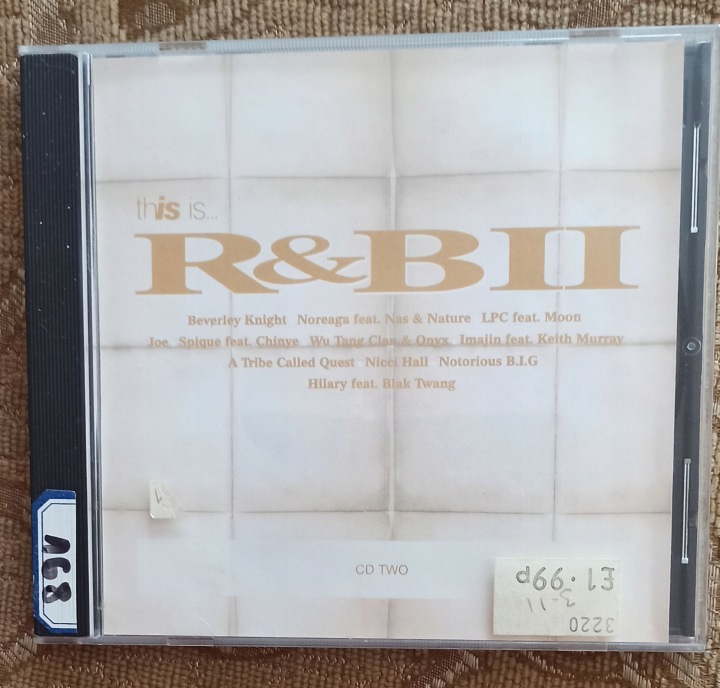 this is...
R&B II
Beverley Knight Noreaga feat. Nas & Nature LPC feat. Moon
Joe Spique feat. Chinye Wu Tang Clan & Onyx Imajin feat. Keith Murray
A Tribe Called Quest Nicci Hall Notorious B.I.G
Hilary feat. Blak Twang
CD TWO
3220
3-11
£1.99p